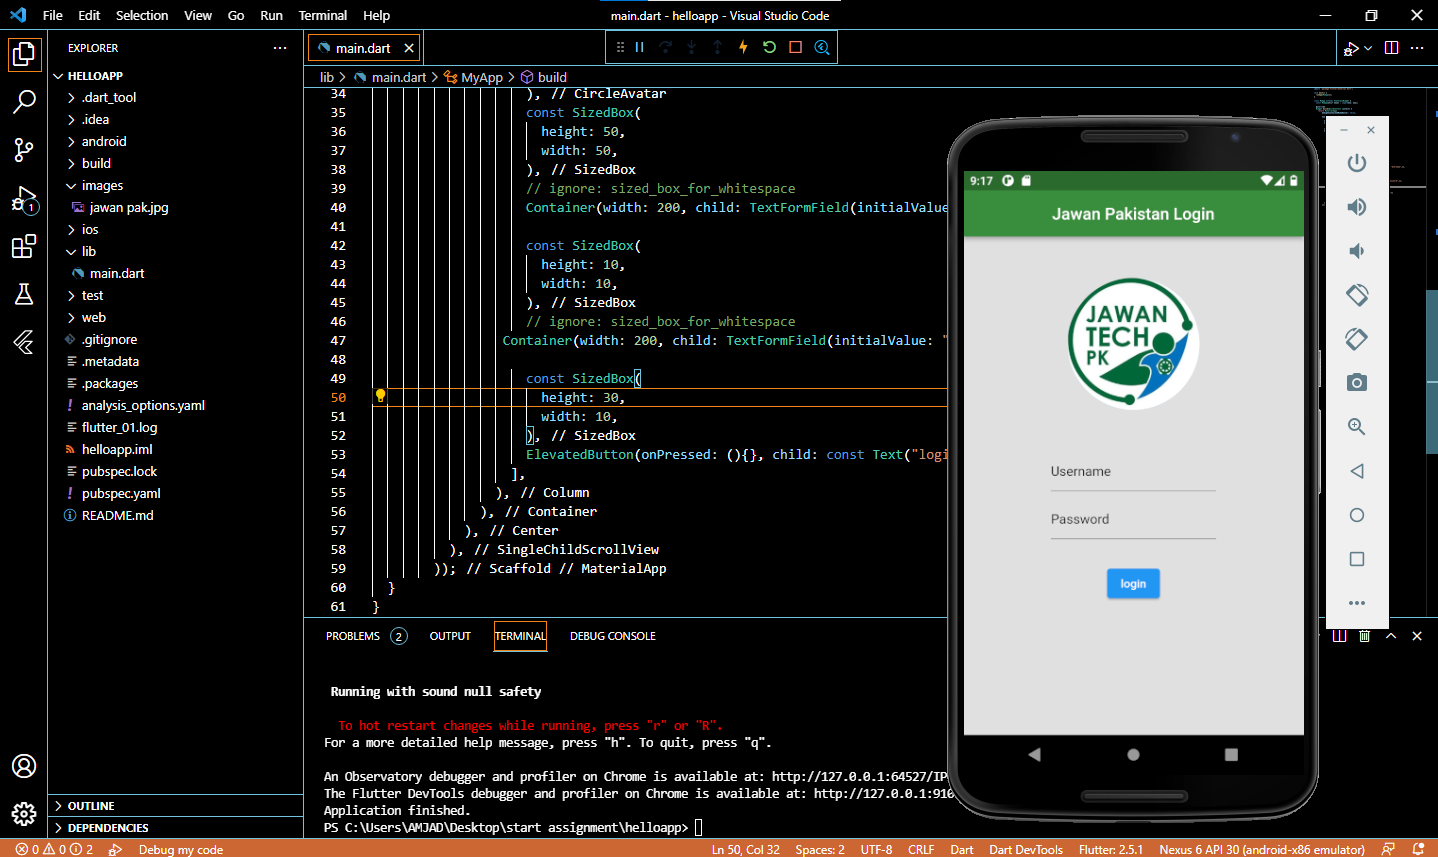 File Edit Selection View Go Run Terminal Help
main.dart - helloapp - Visual Studio Code
EXPLORER
HELLOAPP
.dart_tool
.idea
android
build
images
jawan pak.jpg
ios
lib
main.dart
test
web
.gitignore
.metadata
.packages
analysis_options.yaml
flutter_01.log
helloapp.iml
pubspec.lock
pubspec.yaml
README.md
OUTLINE
DEPENDENCIES
1
main.dart
lib > main.dart > MyApp > build
34 ), // CircleAvatar
35 const SizedBox(
36 height: 50,
37 width: 50,
38 ), // SizedBox
39 // ignore: sized_box_for_whitespace
40 Container(width: 200, child: TextFormField(initialValue
41
42 const SizedBox(
43 height: 10,
44 width: 10,
45 ), // SizedBox
46 // ignore: sized_box_for_whitespace
47 Container(width: 200, child: TextFormField(initialValue: "
48
49 const SizedBox(
50 height: 30,
51 width: 10,
52 ), // SizedBox
53 ElevatedButton(onPressed: (){}, child: const Text("logi
54 ],
55 ), // Column
56 ), // Container
57 ), // Center
58 ), // SingleChildScrollView
59 )); // Scaffold // MaterialApp
60 }
61 }
PROBLEMS 2 OUTPUT TERMINAL DEBUG CONSOLE
Running with sound null safety
To hot restart changes while running, press "r" or "R".
For a more detailed help message, press "h". To quit, press "q".
An Observatory debugger and profiler on Chrome is available at: http://127.0.0.1:64527/IP
The Flutter DevTools debugger and profiler on Chrome is available at: http://127.0.0.1:910
Application finished.
PS C:\Users\AMJAD\Desktop\start assignment\helloapp>
9:17
Jawan Pakistan Login
JAWAN
TECH
PK
Username
Password
login
0 0 2 Debug my code Ln 50, Col 32 Spaces: 2 UTF-8 CRLF Dart Dart DevTools Flutter: 2.5.1 Nexus 6 API 30 (android-x86 emulator)